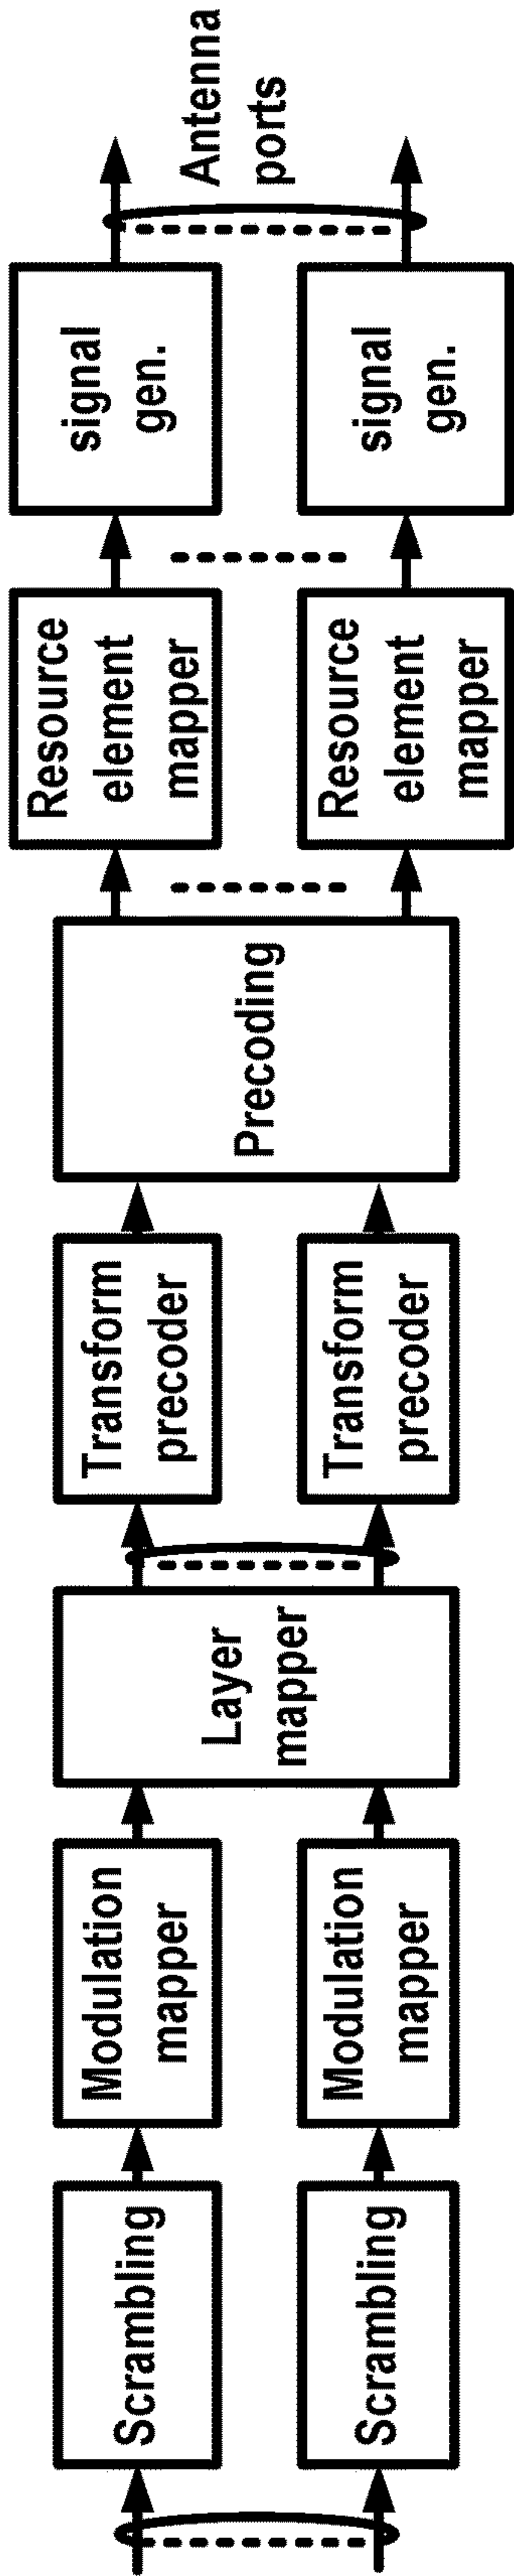 Scrambling
Modulation
mapper
Scrambling
Modulation
mapper
Layer
mapper
Transform
precoder
Transform
precoder
Precoding
Resource
element
mapper
signal
gen.
Resource
element
mapper
signal
gen.
Antenna
ports